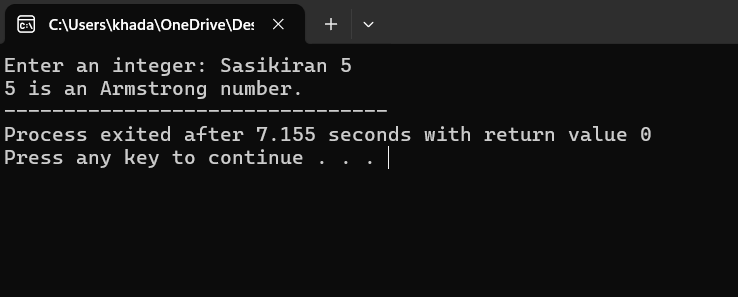 C:\Users\khada\OneDrive\Des
Enter an integer: Sasikiran 5
5 is an Armstrong number.
--------------------------------
Process exited after 7.155 seconds with return value 0
Press any key to continue . . .